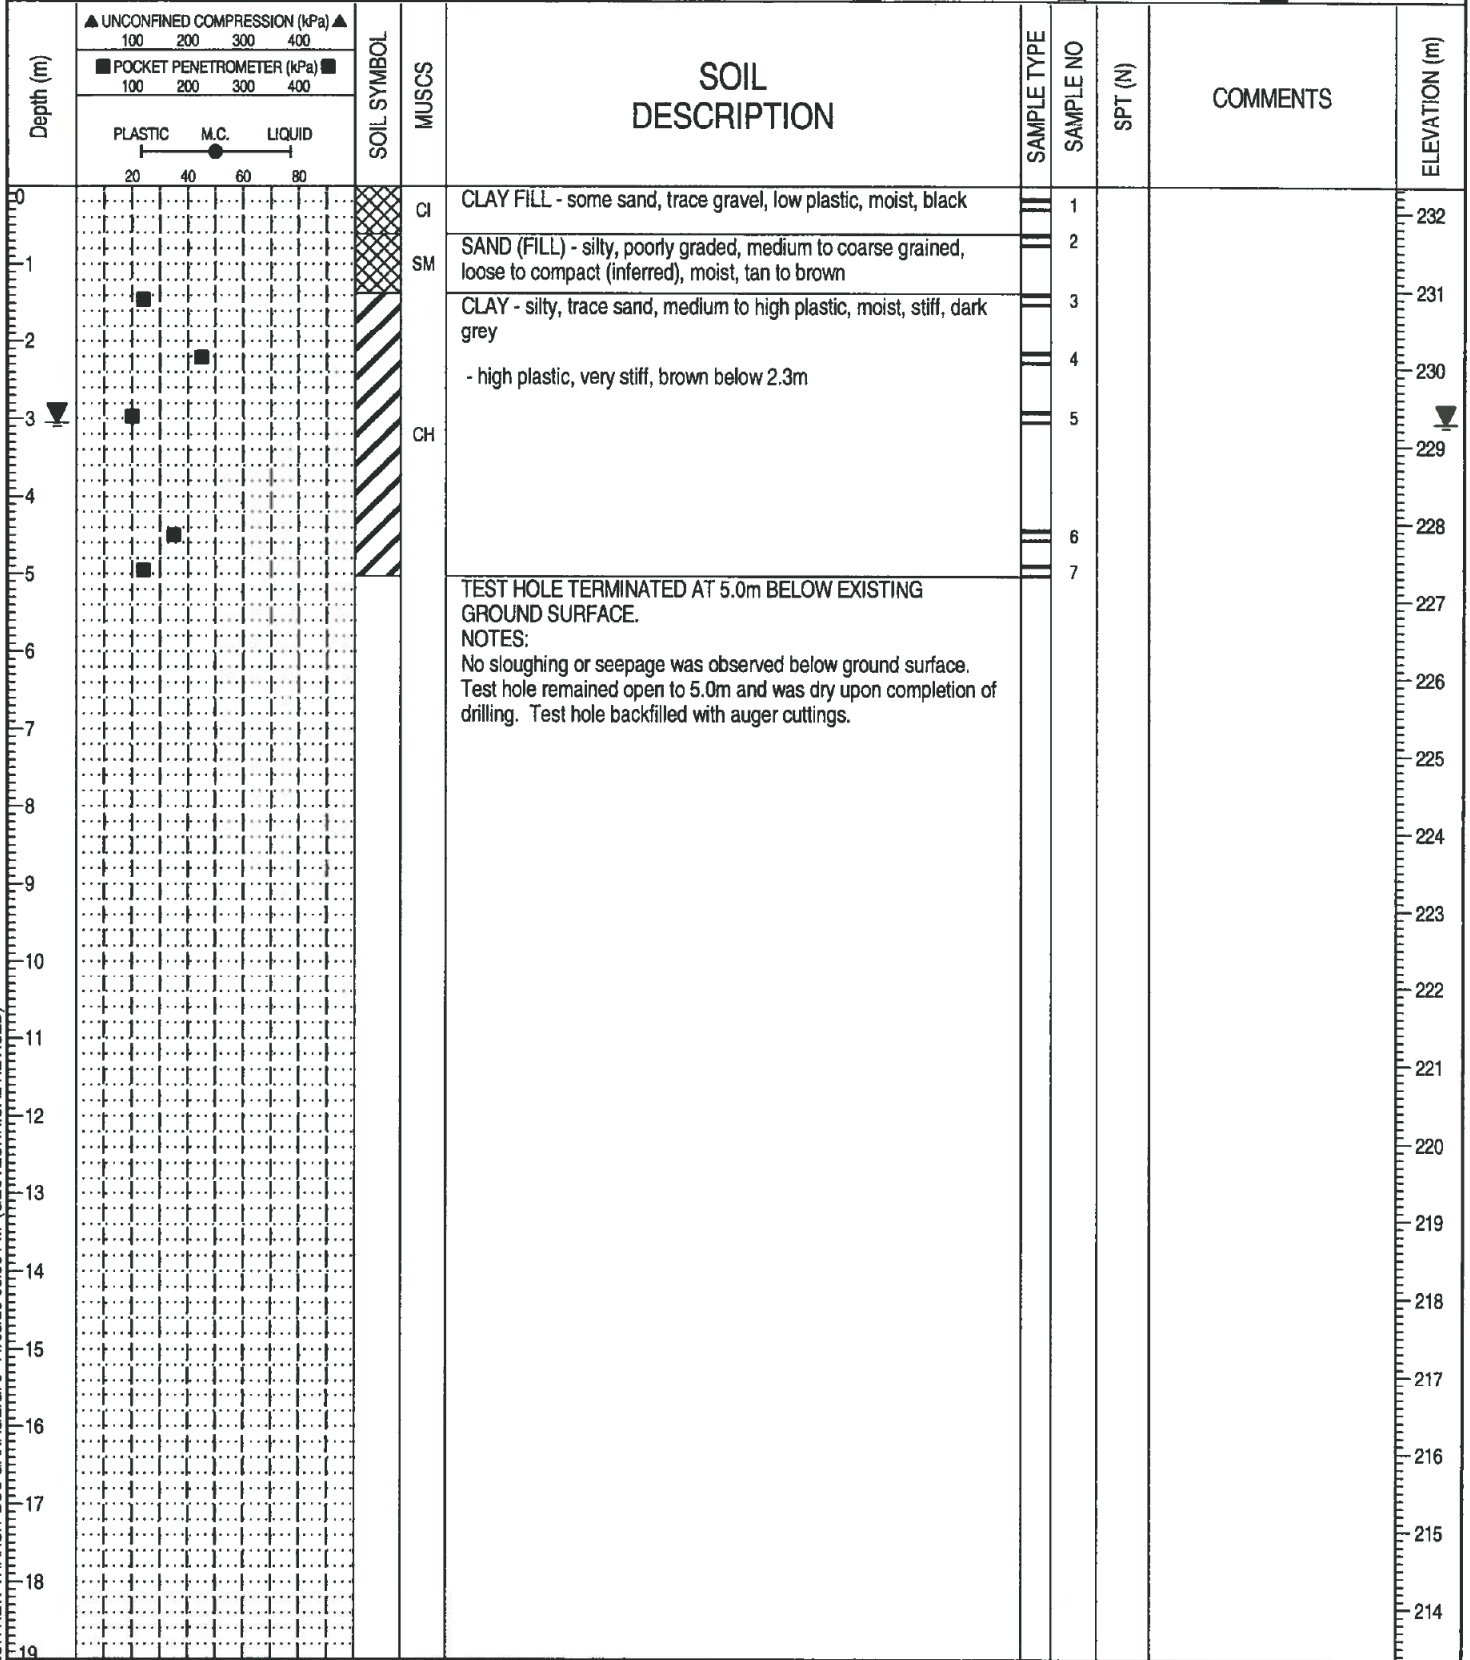 ▲ UNCONFINED COMPRESSION (kPa) ▲
100 200 300 400
■ POCKET PENETROMETER (kPa) ■
100 200 300 400
PLASTIC M.C. LIQUID
20 40 60 80
Depth (m)
SOIL SYMBOL
MUSCS
SOIL
DESCRIPTION
SAMPLE TYPE
SAMPLE NO
SPT (N)
COMMENTS
ELEVATION (m)
0
CI
CLAY FILL - some sand, trace gravel, low plastic, moist, black
1
232
SM
SAND (FILL) - silty, poorly graded, medium to coarse grained,
loose to compact (inferred), moist, tan to brown
2
1
231
CLAY - silty, trace sand, medium to high plastic, moist, stiff, dark
grey
3
2
4
- high plastic, very stiff, brown below 2.3m
230
3
5
CH
229
4
228
6
5
7
TEST HOLE TERMINATED AT 5.0m BELOW EXISTING
GROUND SURFACE.
227
NOTES:
6
No sloughing or seepage was observed below ground surface.
Test hole remained open to 5.0m and was dry upon completion of
226
drilling. Test hole backfilled with auger cuttings.
7
225
8
224
9
223
10
222
11
221
12
220
13
219
14
218
15
217
16
216
17
215
18
214
19